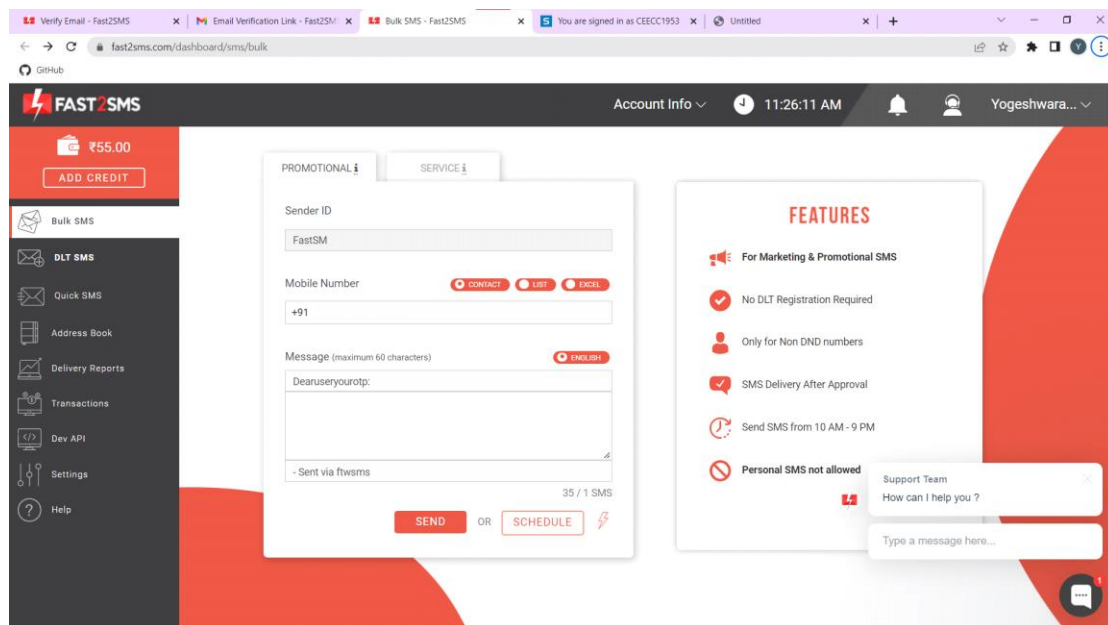 Verify Email - Fast2SMS
Email Verification Link - Fast2SM
Bulk SMS - Fast2SMS
You are signed in as CEECC1953
Untitled
fast2sms.com/dashboard/sms/bulk
Y
GitHub
FAST2SMS
Account Info
11:26:11 AM
Yogeshwara...
₹55.00
ADD CREDIT
Bulk SMS
DLT SMS
Quick SMS
Address Book
Delivery Reports
Transactions
Dev API
Settings
Help
PROMOTIONAL i
SERVICE i
Sender ID
FastSM
Mobile Number
CONTACT
LIST
EXCEL
+91
Message (maximum 60 characters)
ENGLISH
Dearuseryourotp:
- Sent via ftwsms
35 / 1 SMS
SEND
OR
SCHEDULE
FEATURES
For Marketing & Promotional SMS
No DLT Registration Required
Only for Non DND numbers
SMS Delivery After Approval
Send SMS from 10 AM - 9 PM
Personal SMS not allowed
Support Team
How can I help you ?
Type a message here...
1